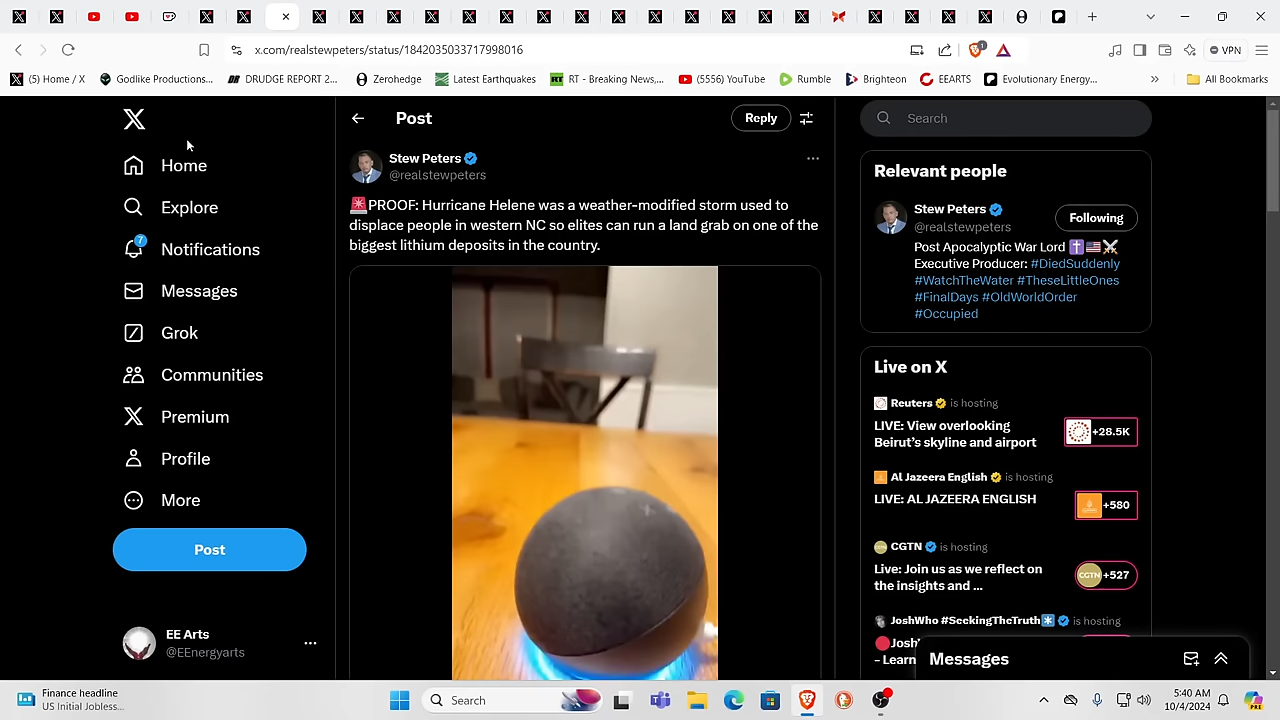 x.com/realstewpeters/status/1842035033717998016
1
VPN
(5) Home / X
Godlike Productions...
DRUDGE REPORT 2...
Zerohedge
Latest Earthquakes
RT - Breaking News,...
(5556) YouTube
Rumble
Brighteon
EEARTS
Evolutionary Energy...
»
All Bookmarks
Home
Explore
7
Notifications
Messages
Grok
Communities
Premium
Profile
More
Post
EE Arts
@EEnergyarts
Post
Reply
Stew Peters
@realstewpeters
🚨PROOF: Hurricane Helene was a weather-modified storm used to
displace people in western NC so elites can run a land grab on one of the
biggest lithium deposits in the country.
Search
Relevant people
Stew Peters
@realstewpeters
Following
Post Apocalyptic War Lord ✝️🇺🇸⚔️
Executive Producer: #DiedSuddenly
#WatchTheWater #TheseLittleOnes
#FinalDays #OldWorldOrder
#Occupied
Live on X
Reuters is hosting
LIVE: View overlooking
Beirut’s skyline and airport
+28.5K
Al Jazeera English is hosting
LIVE: AL JAZEERA ENGLISH
+580
CGTN is hosting
Live: Join us as we reflect on
the insights and ...
CGTN
+527
JoshWho #SeekingTheTruth*️⃣ is hosting
🔴Josh
– Learn
Messages
Finance headline
US Initial Jobless...
Search
5:40 AM
10/4/2024
PRE